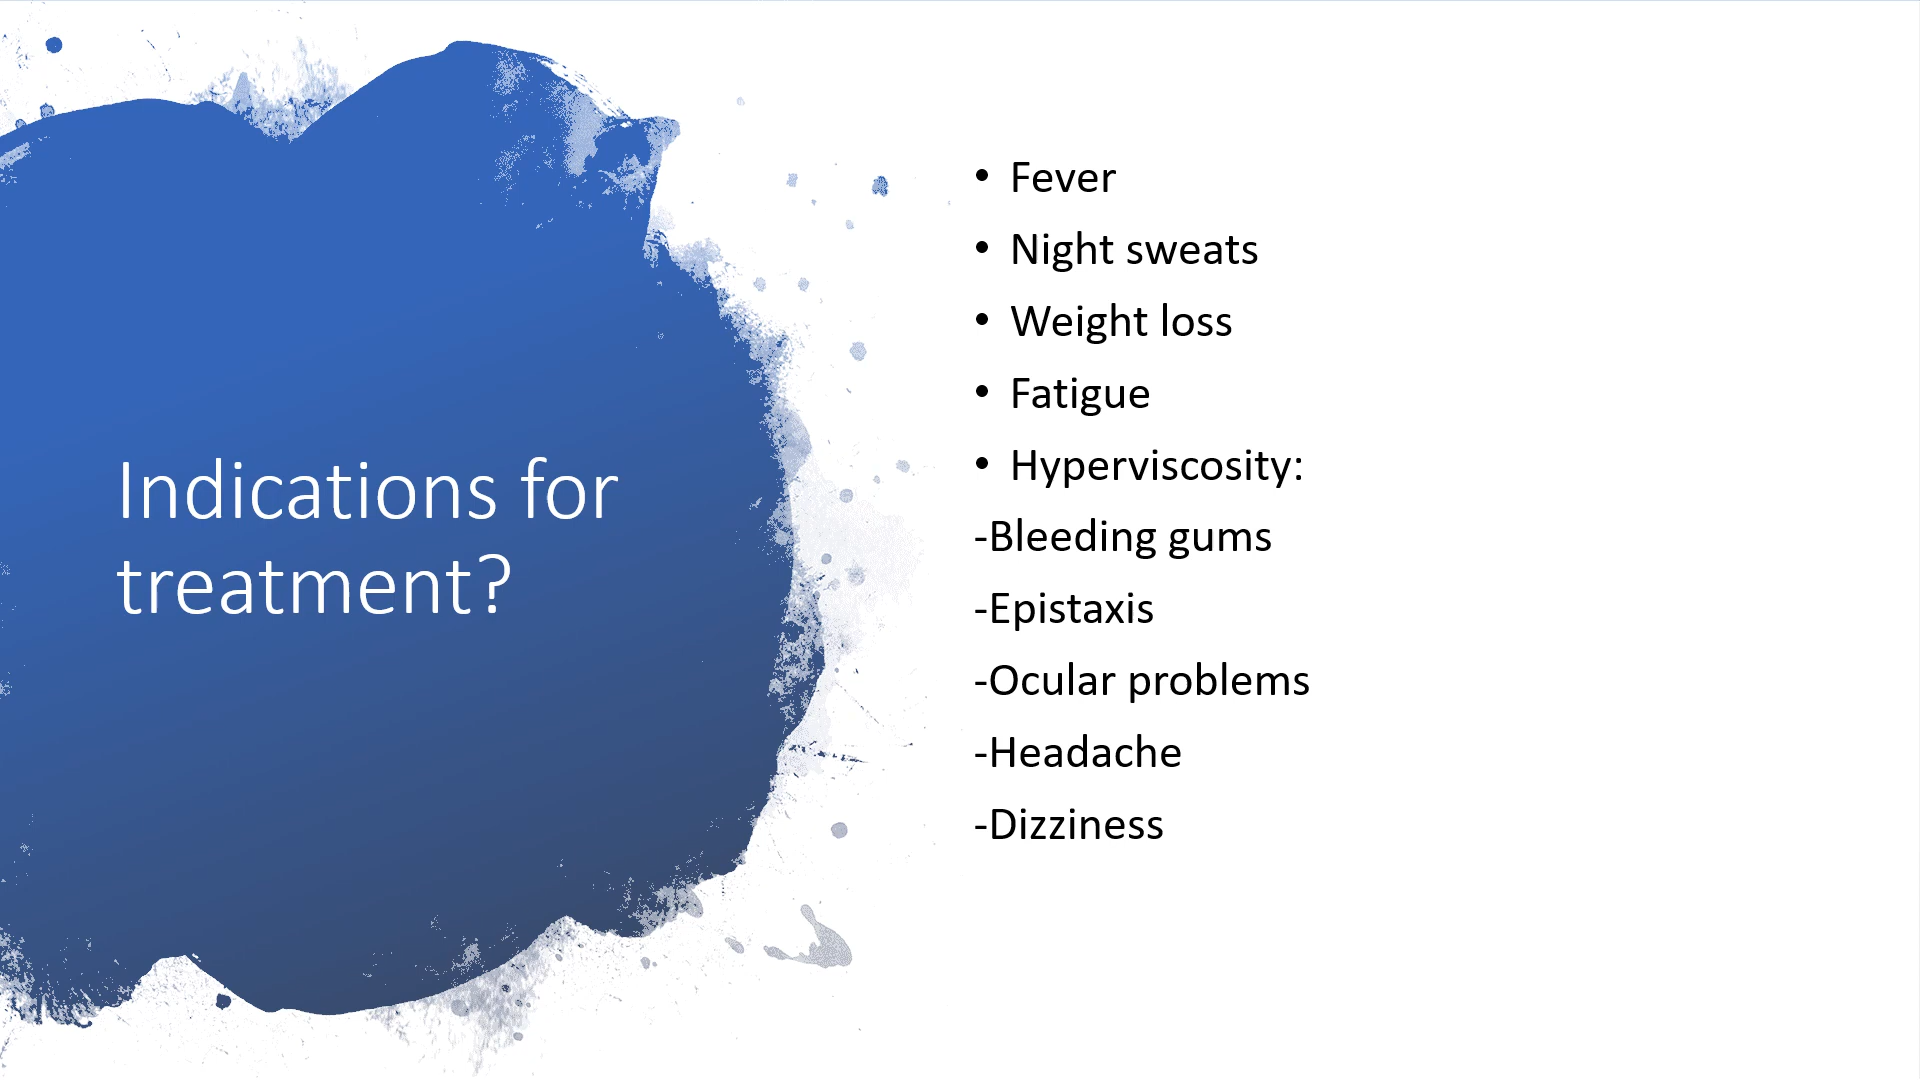 Indications for
treatment?
• Fever
• Night sweats
• Weight loss
• Fatigue
• Hyperviscosity:
-Bleeding gums
-Epistaxis
-Ocular problems
-Headache
-Dizziness